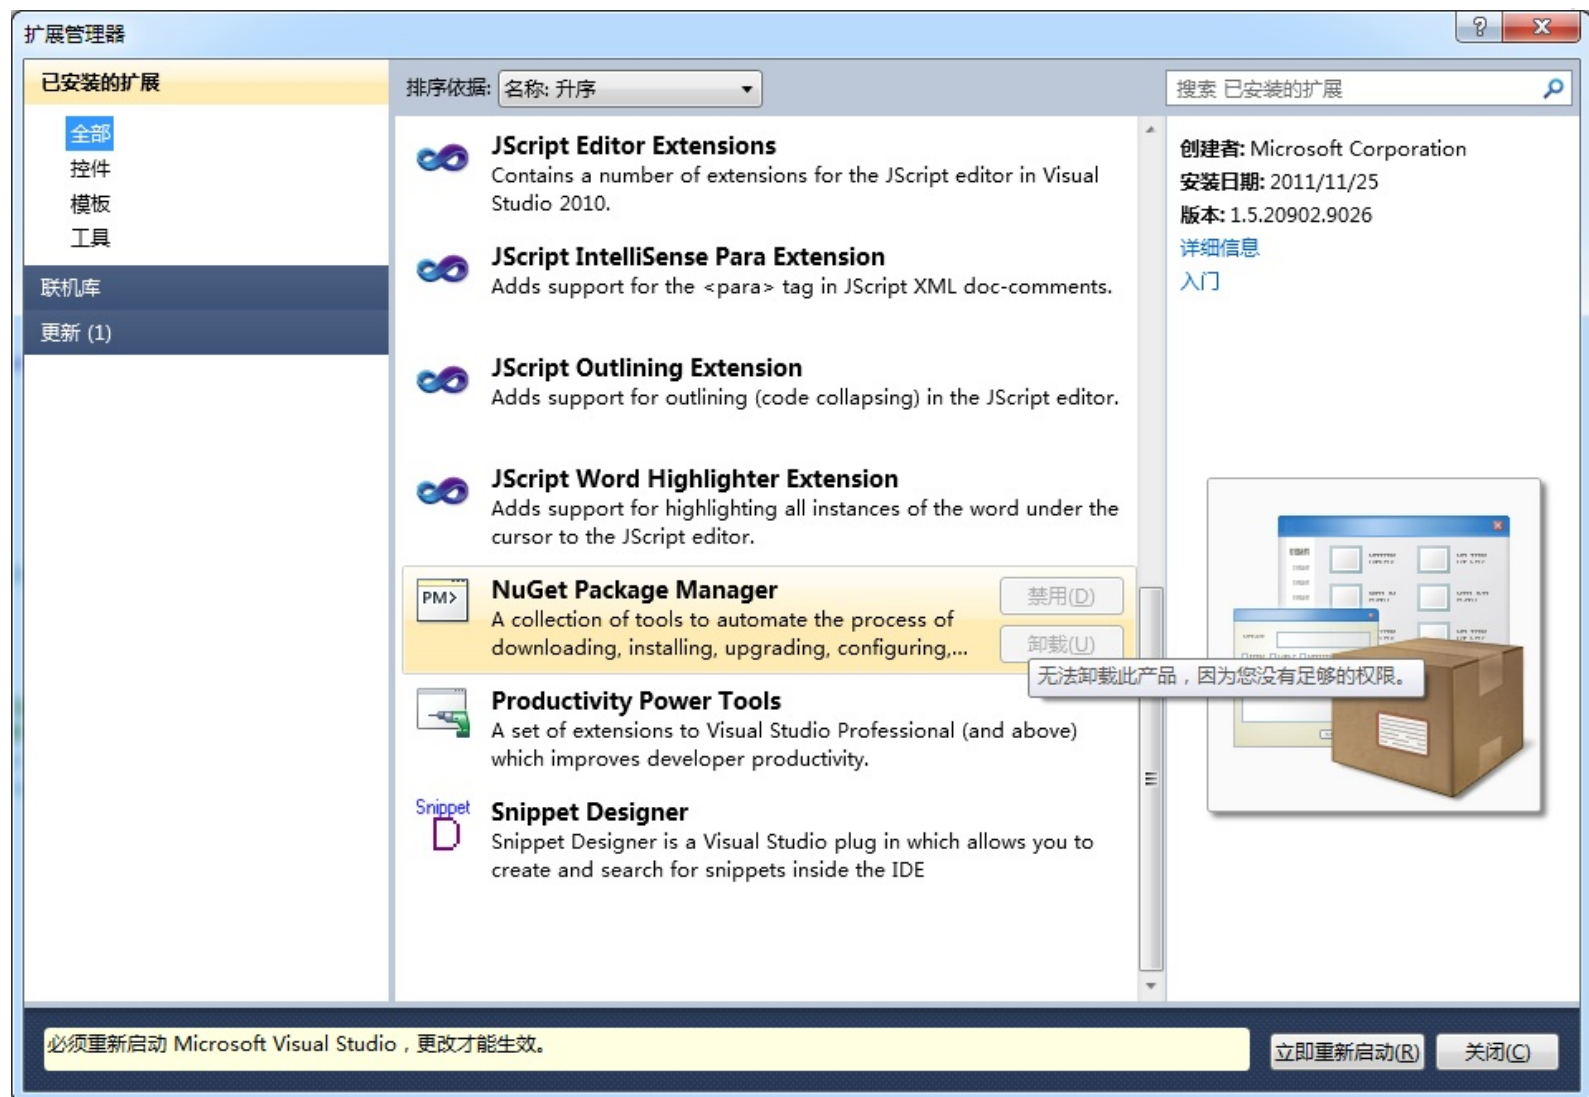 扩展管理器
已安装的扩展
全部
控件
模板
工具
联机库
更新 (1)
排序依据: 名称: 升序
搜索 已安装的扩展
JScript Editor Extensions
Contains a number of extensions for the JScript editor in Visual
Studio 2010.
JScript IntelliSense Para Extension
Adds support for the <para> tag in JScript XML doc-comments.
JScript Outlining Extension
Adds support for outlining (code collapsing) in the JScript editor.
JScript Word Highlighter Extension
Adds support for highlighting all instances of the word under the
cursor to the JScript editor.
PM>
NuGet Package Manager
A collection of tools to automate the process of
downloading, installing, upgrading, configuring,...
禁用(D)
卸载(U)
无法卸载此产品，因为您没有足够的权限。
Productivity Power Tools
A set of extensions to Visual Studio Professional (and above)
which improves developer productivity.
Snippet
D
Snippet Designer
Snippet Designer is a Visual Studio plug in which allows you to
create and search for snippets inside the IDE
创建者: Microsoft Corporation
安装日期: 2011/11/25
版本: 1.5.20902.9026
详细信息
入门
必须重新启动 Microsoft Visual Studio，更改才能生效。
立即重新启动(R)
关闭(C)